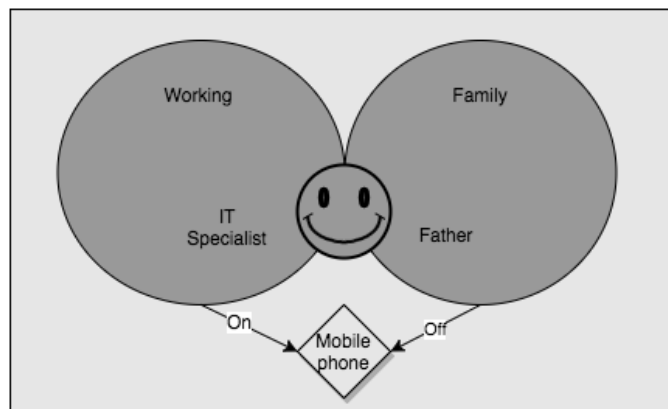 Working
Family
IT
Specialist
Father
On
Off
Mobile
phone